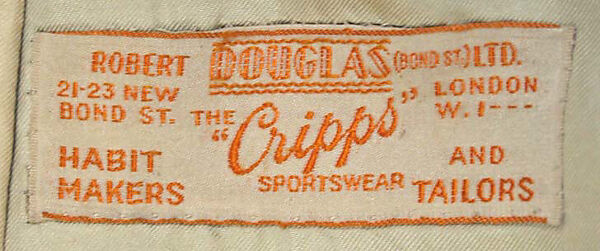 ROBERT DOUGLAS (BOND ST.) LTD.
21-23 NEW BOND ST.
THE "Cripps" SPORTSWEAR
LONDON W.1---
HABIT MAKERS
AND TAILORS